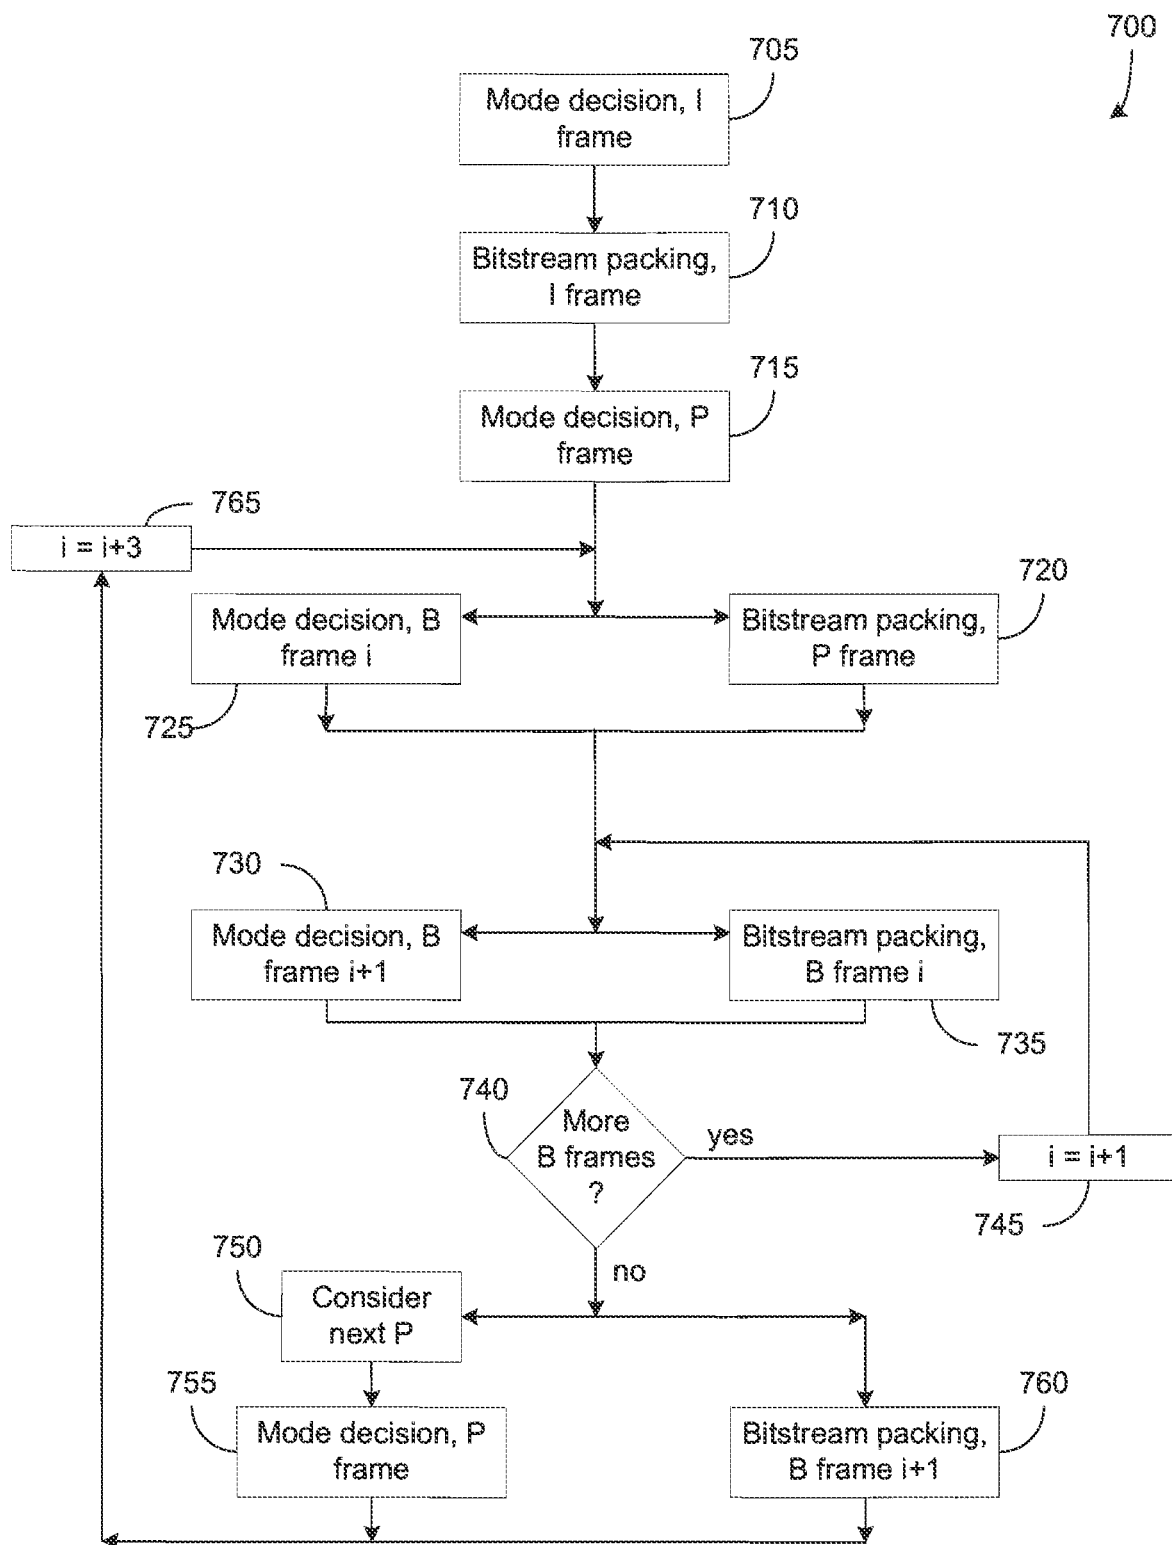 700
705
Mode decision, I
frame
710
Bitstream packing,
I frame
715
Mode decision, P
frame
765
i = i+3
720
Mode decision, B
frame i
Bitstream packing,
P frame
725
730
Mode decision, B
frame i+1
Bitstream packing,
B frame i
735
740
More
B frames
?
yes
i = i+1
745
no
750
Consider
next P
755
760
Mode decision, P
frame
Bitstream packing,
B frame i+1